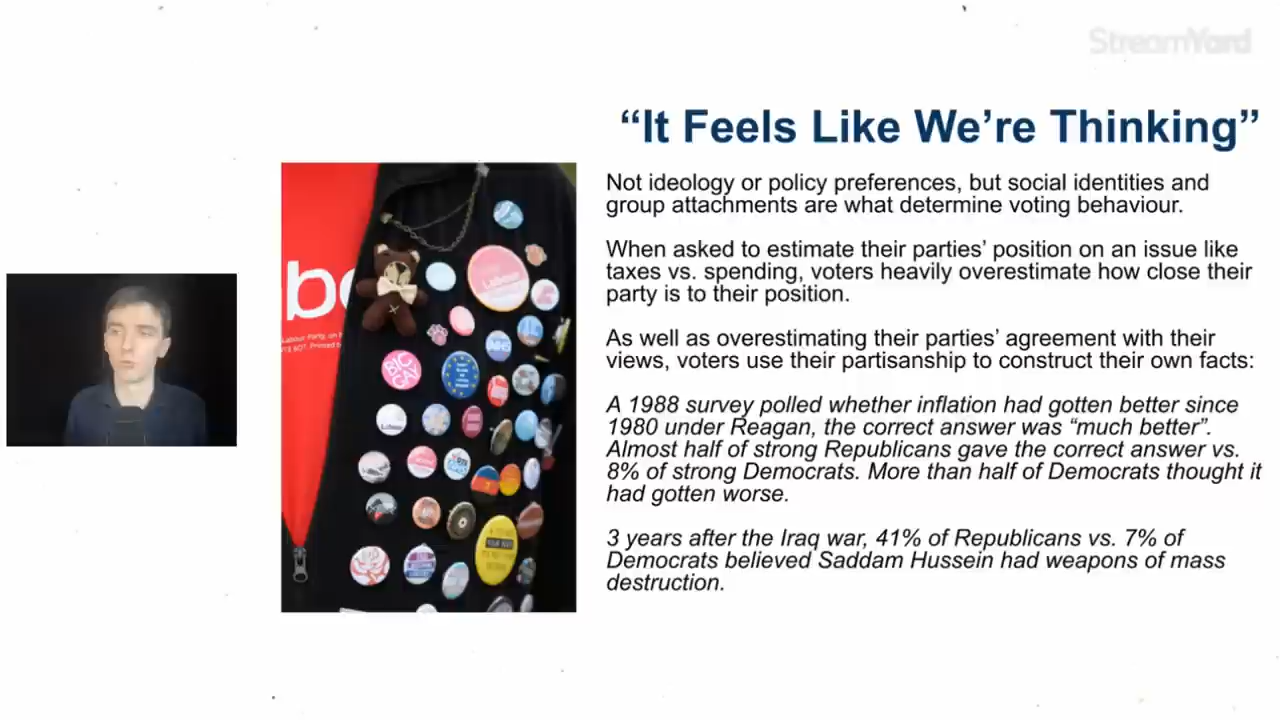 StreamYard
“It Feels Like We’re Thinking”
Not ideology or policy preferences, but social identities and
group attachments are what determine voting behaviour.
When asked to estimate their parties’ position on an issue like
taxes vs. spending, voters heavily overestimate how close their
party is to their position.
As well as overestimating their parties’ agreement with their
views, voters use their partisanship to construct their own facts:
A 1988 survey polled whether inflation had gotten better since
1980 under Reagan, the correct answer was “much better”.
Almost half of strong Republicans gave the correct answer vs.
8% of strong Democrats. More than half of Democrats thought it
had gotten worse.
3 years after the Iraq war, 41% of Republicans vs. 7% of
Democrats believed Saddam Hussein had weapons of mass
destruction.
Labour
BIG
GAY
Labour